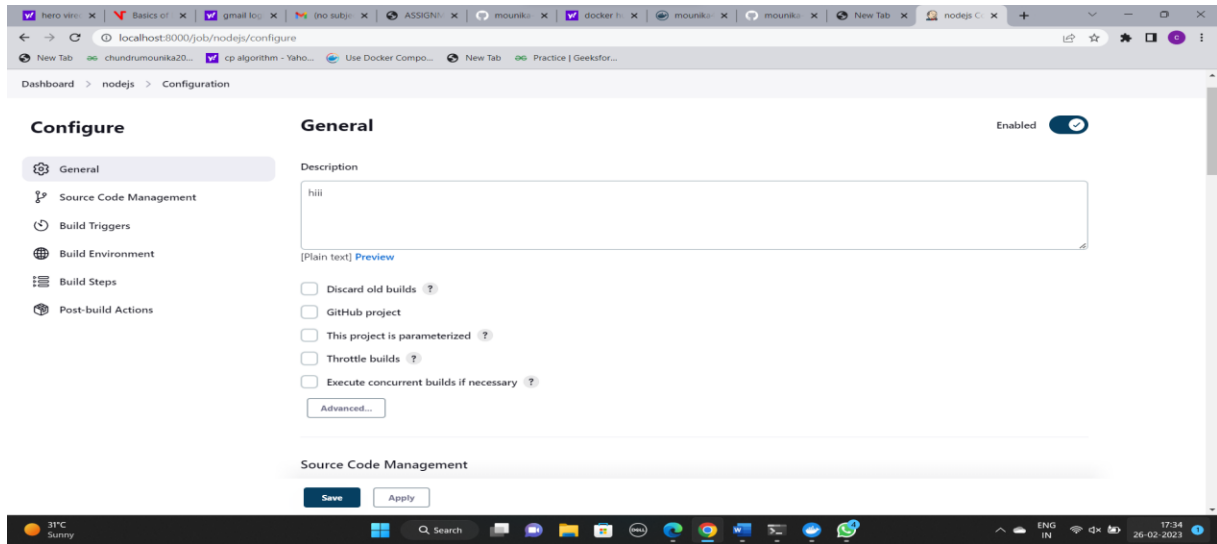 hero vire
Basics of
gmail log
(no subje
ASSIGNM
mounika
docker h
mounika
mounika
New Tab
nodejs C
localhost:8000/job/nodejs/configure
New Tab
chundrumounika20...
cp algorithm - Yaho...
Use Docker Compo...
New Tab
Practice | Geeksfor...
Dashboard > nodejs > Configuration
Configure
General
Source Code Management
Build Triggers
Build Environment
Build Steps
Post-build Actions
General
Enabled
Description
hiii
[Plain text] Preview
Discard old builds ?
GitHub project
This project is parameterized ?
Throttle builds ?
Execute concurrent builds if necessary ?
Advanced...
Source Code Management
Save
Apply
31°C
Sunny
Search
DELL
ENG
IN
17:34
26-02-2023
1